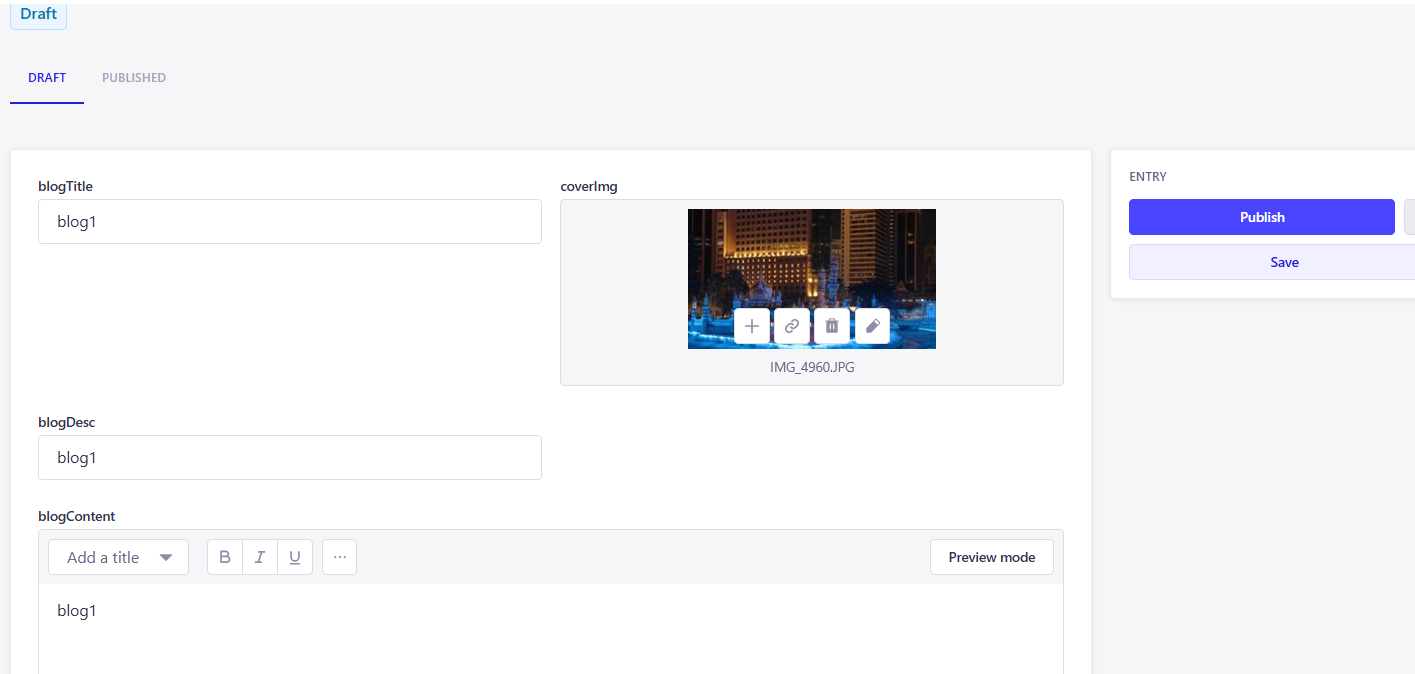 Draft
DRAFT
PUBLISHED
blogTitle
blog1
coverImg
IMG_4960.JPG
ENTRY
Publish
Save
blogDesc
blog1
blogContent
Add a title
B
I
U
...
Preview mode
blog1